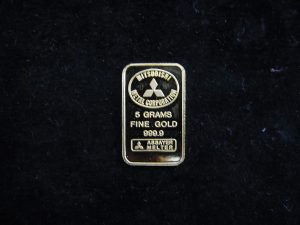 MITSUBISHI
METAL CORPORATION
5 GRAMS
FINE GOLD
999.9
ASSAYER
MELTER